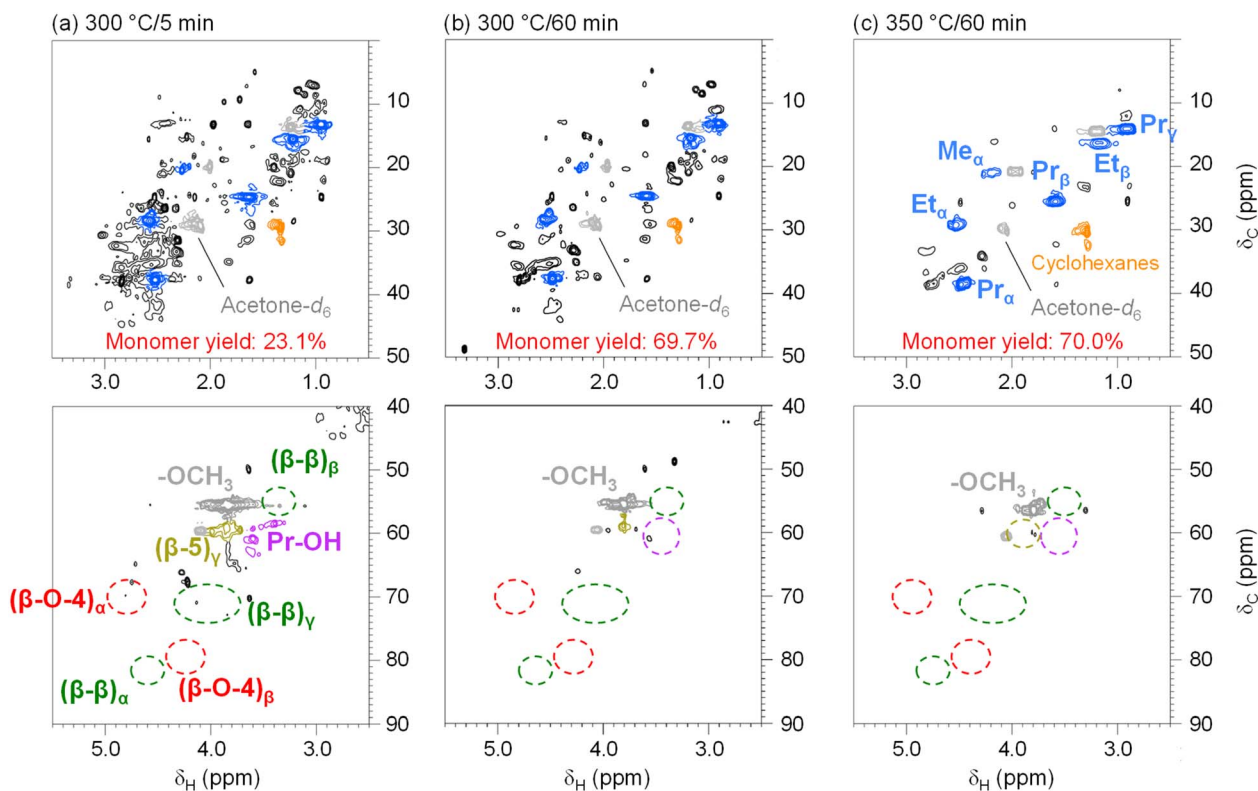 (a) 300 °C/5 min
(b) 300 °C/60 min
(c) 350 °C/60 min
10
20
30
40
50
3.0 2.0 1.0
Acetone-d6
Monomer yield: 23.1%
10
20
30
40
50
3.0 2.0 1.0
Acetone-d6
Monomer yield: 69.7%
Prγ
Meα
Prβ
Etβ
Etα
Cyclohexanes
Prα
Acetone-d6
Monomer yield: 70.0%
10
20
30
40
50
δC (ppm)
3.0 2.0 1.0
-OCH3
(β-β)β
(β-5)γ
Pr-OH
(β-O-4)α
(β-β)γ
(β-β)α
(β-O-4)β
40
50
60
70
80
90
5.0 4.0 3.0
δH (ppm)
-OCH3
40
50
60
70
80
90
5.0 4.0 3.0
δH (ppm)
-OCH3
40
50
60
70
80
90
δC (ppm)
5.0 4.0 3.0
δH (ppm)